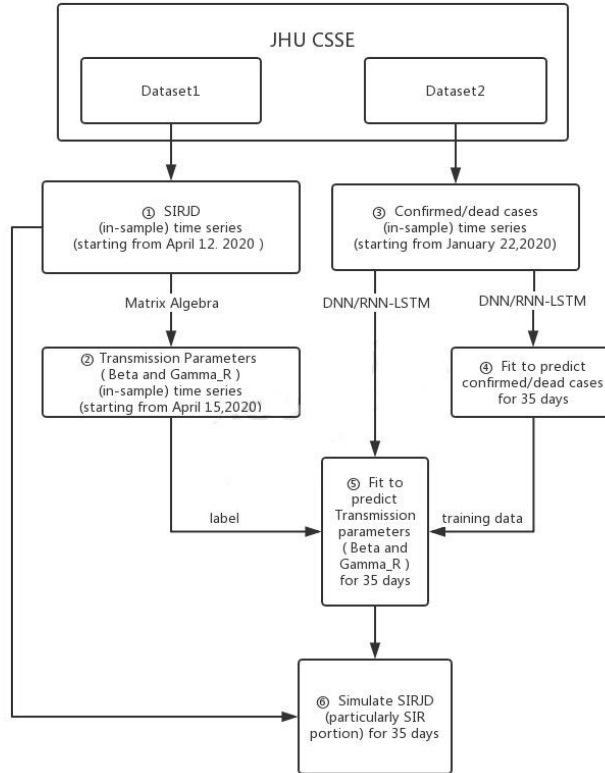 JHU CSSE
Dataset1
Dataset2
① SIRJD
(in-sample) time series
(starting from April 12. 2020 )
③ Confirmed/dead cases
(in-sample) time series
(starting from January 22,2020)
Matrix Algebra
DNN/RNN-LSTM
DNN/RNN-LSTM
② Transmission Parameters
( Beta and Gamma_R )
(in-sample) time series
(starting from April 15,2020)
④ Fit to predict
confirmed/dead cases
for 35 days
⑤ Fit to
predict
Transmission
parameters
( Beta and
Gamma_R )
for 35 days
label
training data
⑥ Simulate SIRJD
(particularly SIR
portion) for 35 days